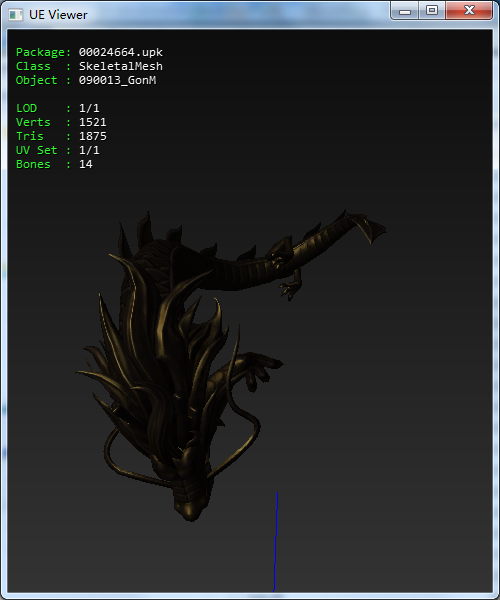 UE Viewer
Package: 00024664.upk
Class : SkeletalMesh
Object : 090013_GonM
LOD : 1/1
Verts : 1521
Tris : 1875
UV Set : 1/1
Bones : 14